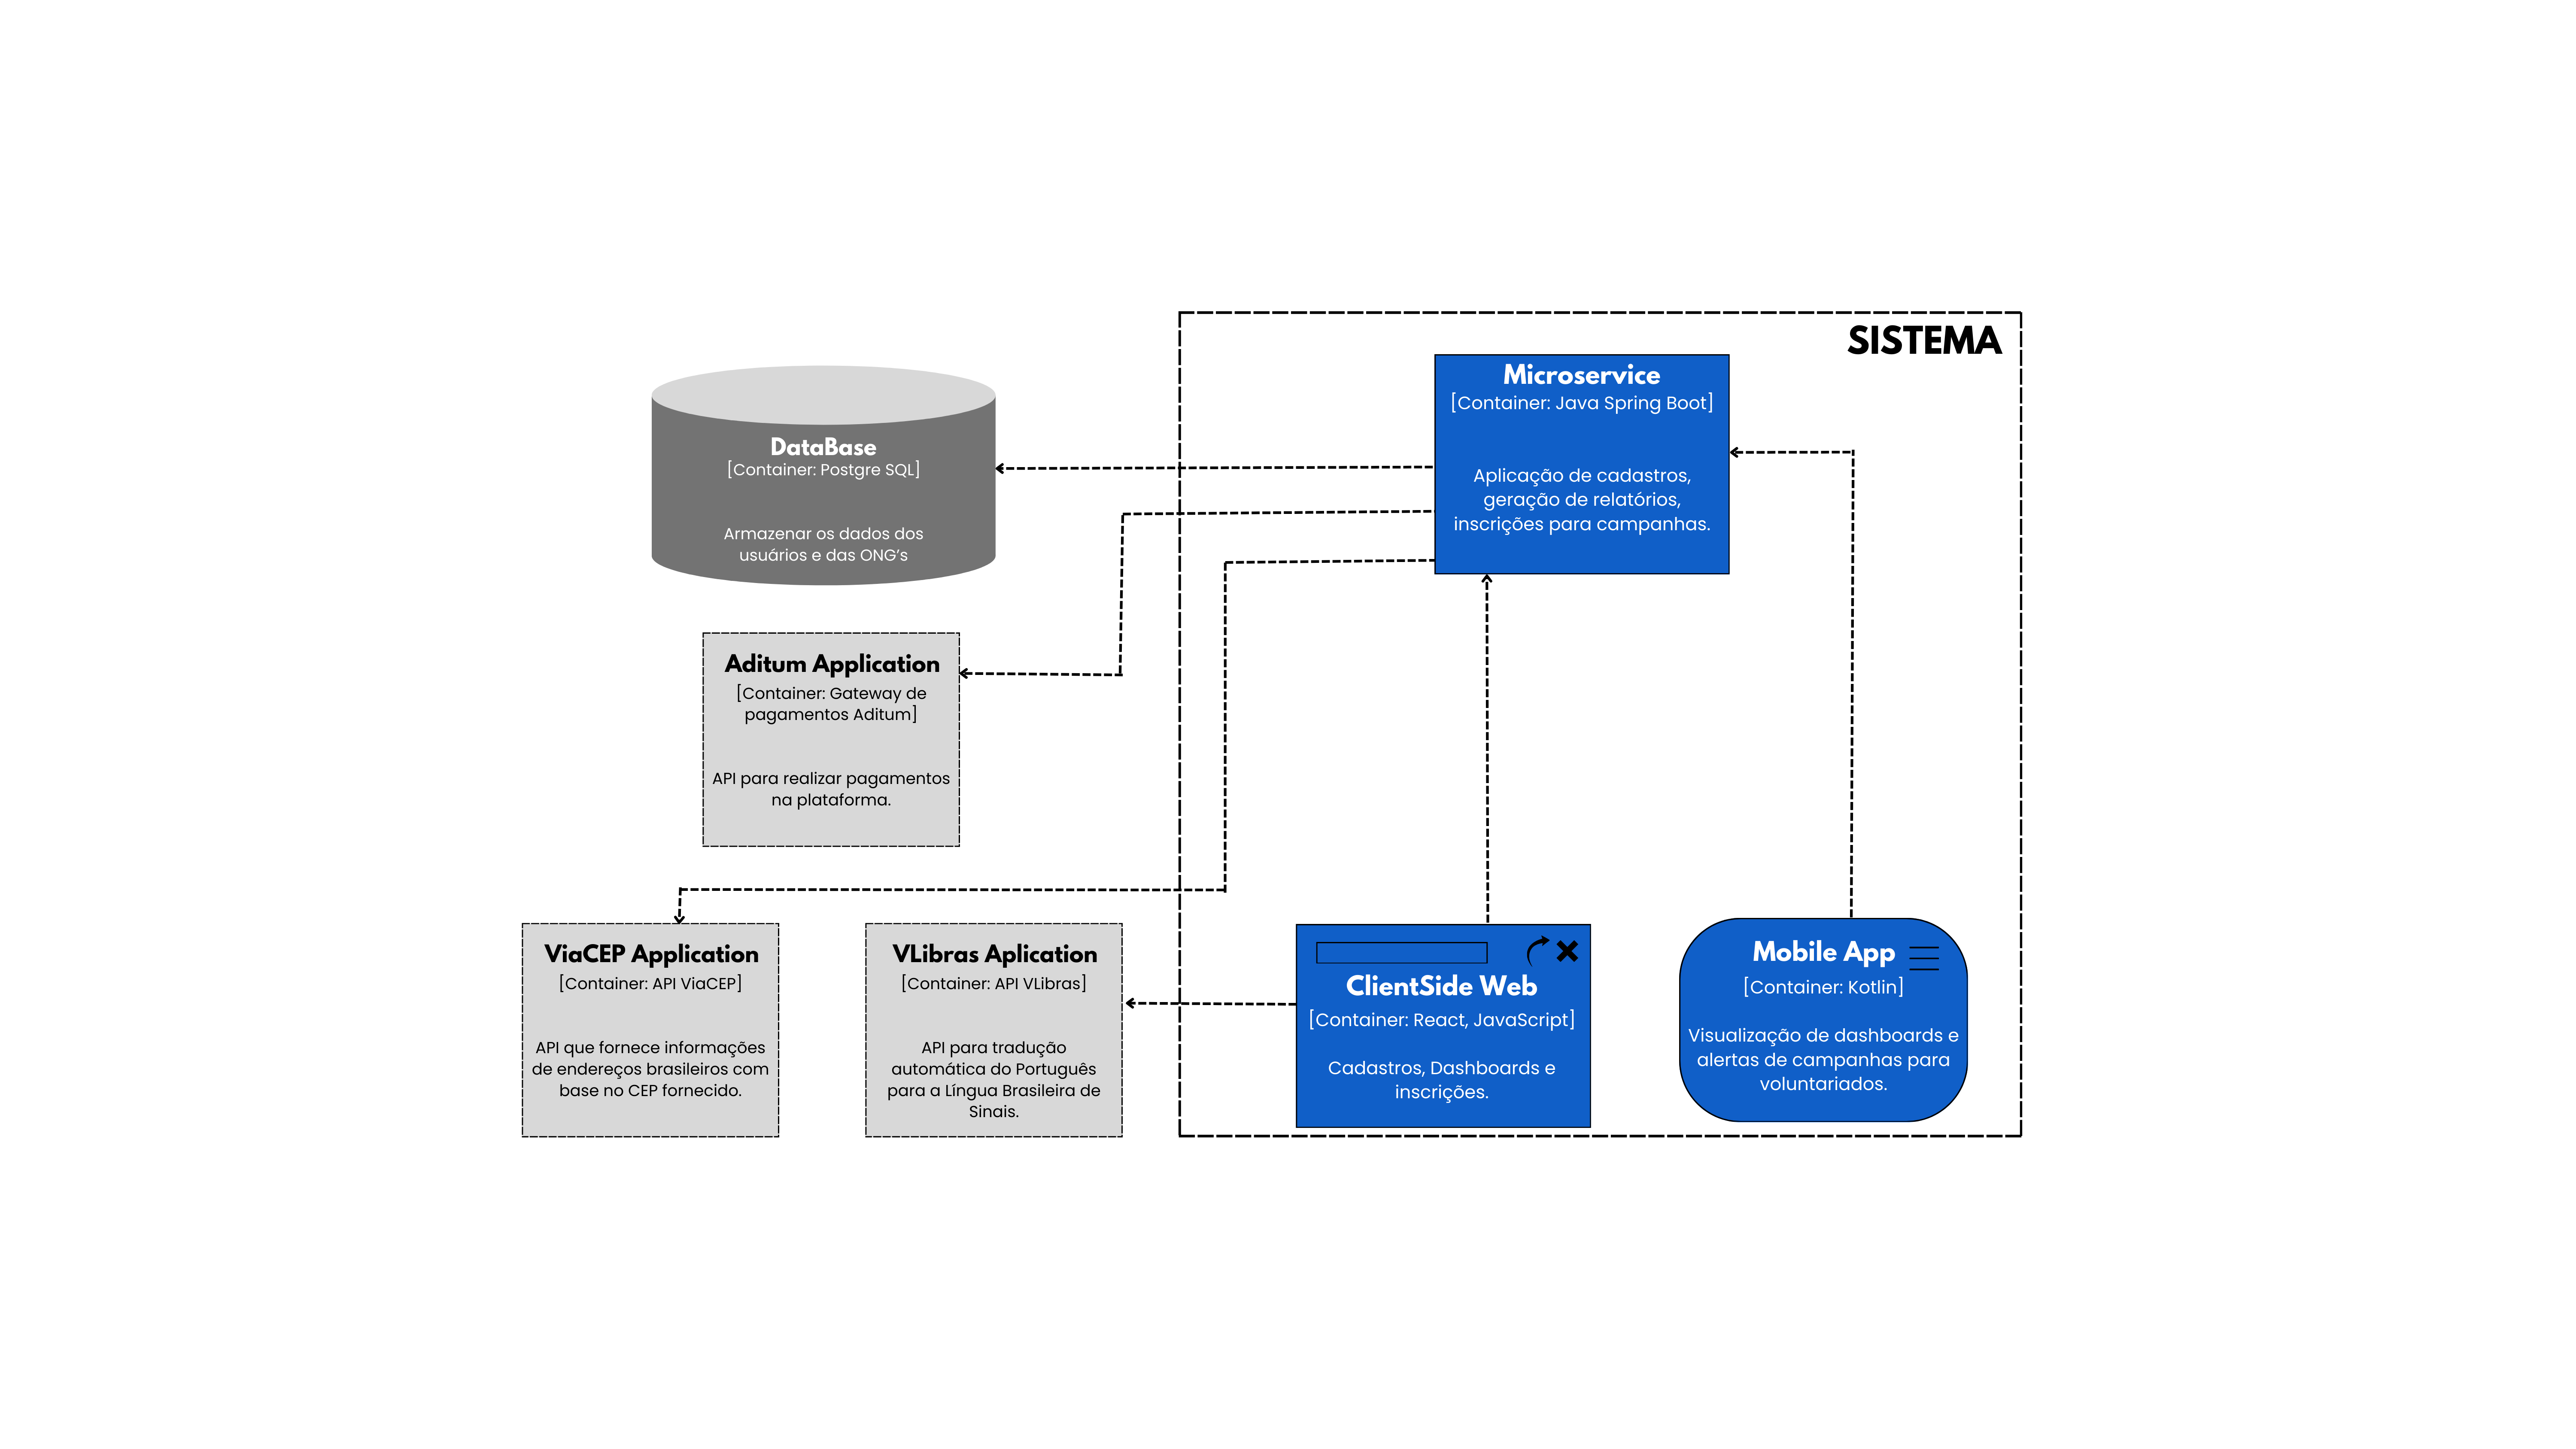 SISTEMA
Microservice
[Container: Java Spring Boot]
Aplicação de cadastros,
geração de relatórios,
inscrições para campanhas.
DataBase
[Container: Postgre SQL]
Armazenar os dados dos
usuários e das ONG’s
Aditum Application
[Container: Gateway de
pagamentos Aditum]
API para realizar pagamentos
na plataforma.
ViaCEP Application
[Container: API ViaCEP]
API que fornece informações
de endereços brasileiros com
base no CEP fornecido.
VLibras Aplication
[Container: API VLibras]
API para tradução
automática do Português
para a Língua Brasileira de
Sinais.
ClientSide Web
[Container: React, JavaScript]
Cadastros, Dashboards e
inscrições.
Mobile App
[Container: Kotlin]
Visualização de dashboards e
alertas de campanhas para
voluntariados.